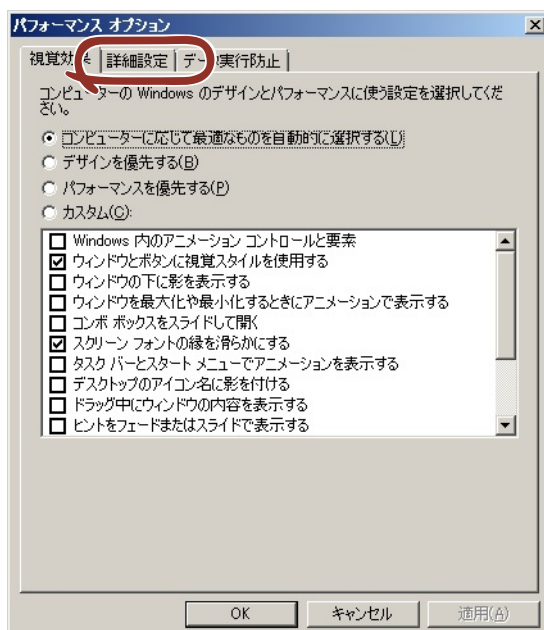 パフォーマンス オプション
視覚効果 詳細設定 データ実行防止
コンピューターの Windows のデザインとパフォーマンスに使う設定を選択してくだ
さい。
コンピューターに応じて最適なものを自動的に選択する(L)
デザインを優先する(B)
パフォーマンスを優先する(P)
カスタム(C):
Windows 内のアニメーション コントロールと要素
ウィンドウとボタンに視覚スタイルを使用する
ウィンドウの下に影を表示する
ウィンドウを最大化や最小化するときにアニメーションで表示する
コンボ ボックスをスライドして開く
スクリーン フォントの縁を滑らかにする
タスク バーとスタート メニューでアニメーションを表示する
デスクトップのアイコン名に影を付ける
ドラッグ中にウィンドウの内容を表示する
ヒントをフェードまたはスライドで表示する
OK キャンセル 適用(A)